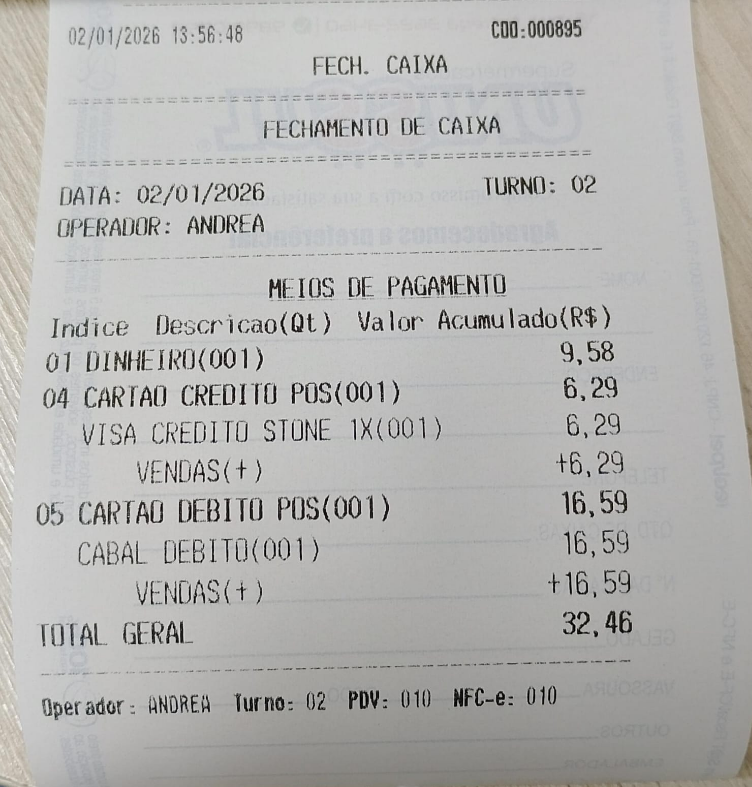 02/01/2026 13:56:48 COO:000895
FECH. CAIXA
FECHAMENTO DE CAIXA
DATA: 02/01/2026 TURNO: 02
OPERADOR: ANDREA
MEIOS DE PAGAMENTO
Indice Descricao(Qt) Valor Acumulado(R$)
01 DINHEIRO(001) 9,58
04 CARTAO CREDITO POS(001) 6,29
VISA CREDITO STONE 1X(001) 6,29
VENDAS(+) +6,29
05 CARTAO DEBITO POS(001) 16,59
CABAL DEBITO(001) 16,59
VENDAS(+) +16,59
TOTAL GERAL 32,46
Operador: ANDREA Turno: 02 PDV: 010 NFC-e: 010